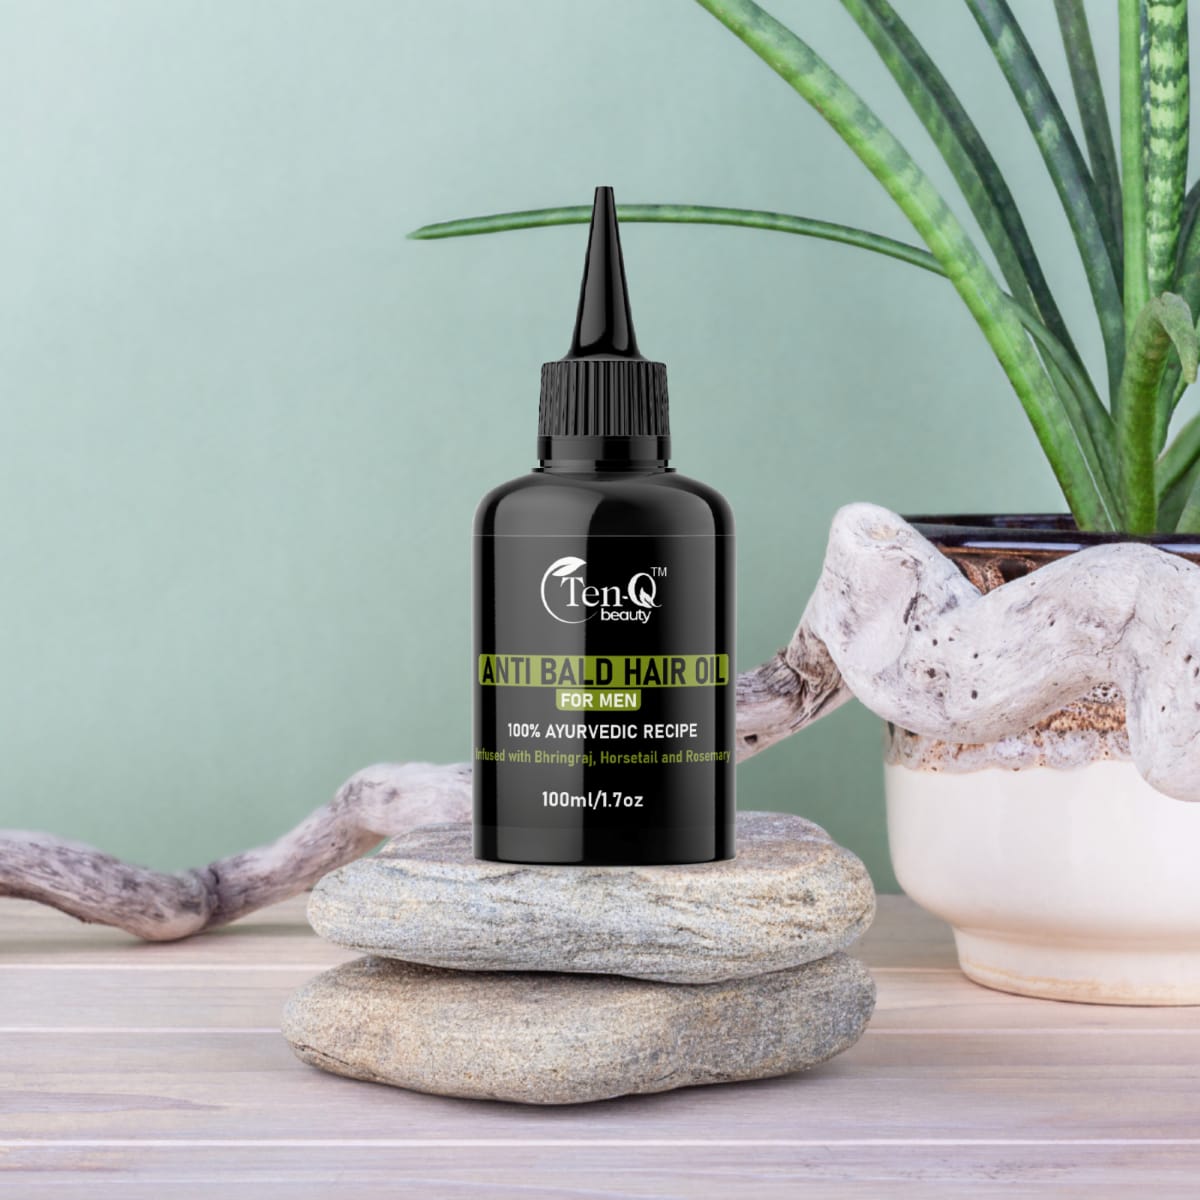 Ten-Q™
beauty
ANTI BALD HAIR OIL
FOR MEN
100% AYURVEDIC RECIPE
Infused with Bhringraj, Horsetail and Rosemary
100ml/1.7oz